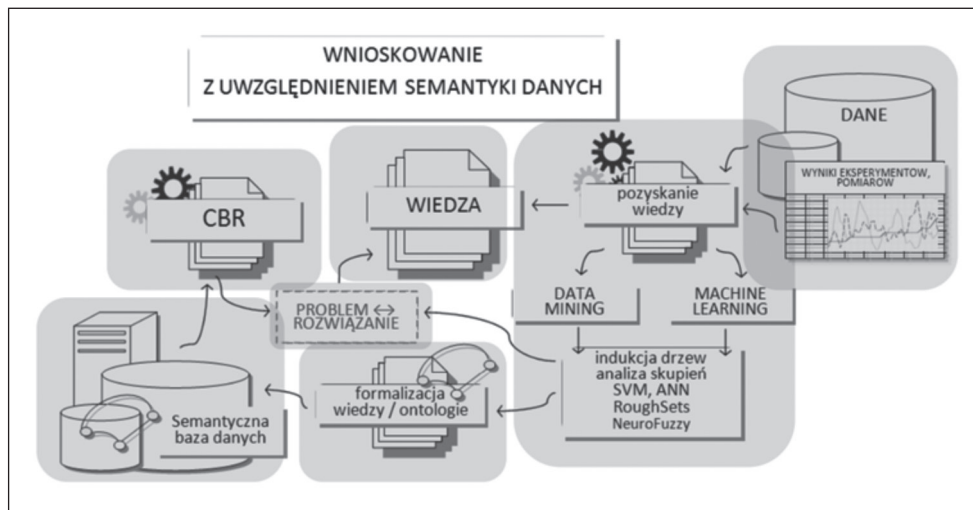 WNIOSKOWANIE
Z UWZGLĘDNIENIEM SEMANTYKI DANYCH
DANE
WYNIKI EKSPERYMENTÓW,
POMIARÓW
pozyskanie
wiedzy
WIEDZA
CBR
PROBLEM ↔
ROZWIĄZANIE
DATA
MINING
MACHINE
LEARNING
indukcja drzew
analiza skupień
SVM, ANN
RoughSets
NeuroFuzzy
formalizacja
wiedzy / ontologie
Semantyczna
baza danych